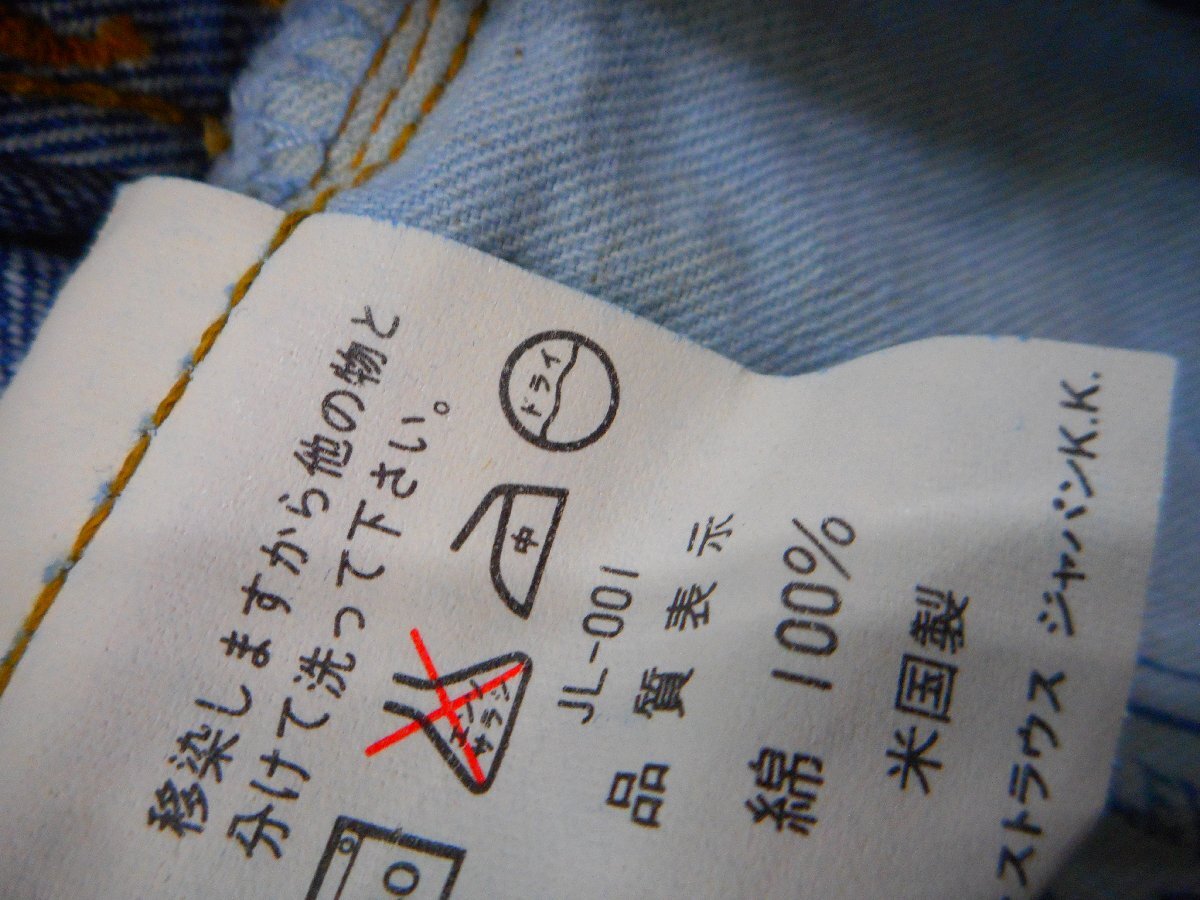 移染しますから他の物と
分けて洗って下さい。
ドライ
中
エンソ
サラシ
JL-001
品質表示
綿 100%
米国製
ストラウス ジャパンK.K.